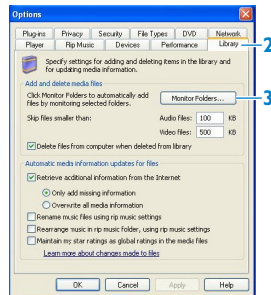 Options
Plug-ins Privacy Security File Types DVD Network
Player Rip Music Devices Performance Library
2
Specify settings for adding and deleting items in the library and
for updating media information.
Add and delete media files
Click Monitor Folders to automatically add
files by monitoring selected folders.
Monitor Folders...
3
Skip files smaller than: Audio files: 100 KB
Video files: 500 KB
Delete files from computer when deleted from library
Automatic media information updates for files
Retrieve additional information from the Internet
Only add missing information
Overwrite all media information
Rename music files using rip music settings
Rearrange music in rip music folder, using rip music settings
Maintain my star ratings as global ratings in the media files
Learn more about changes made to files
OK Cancel Apply Help